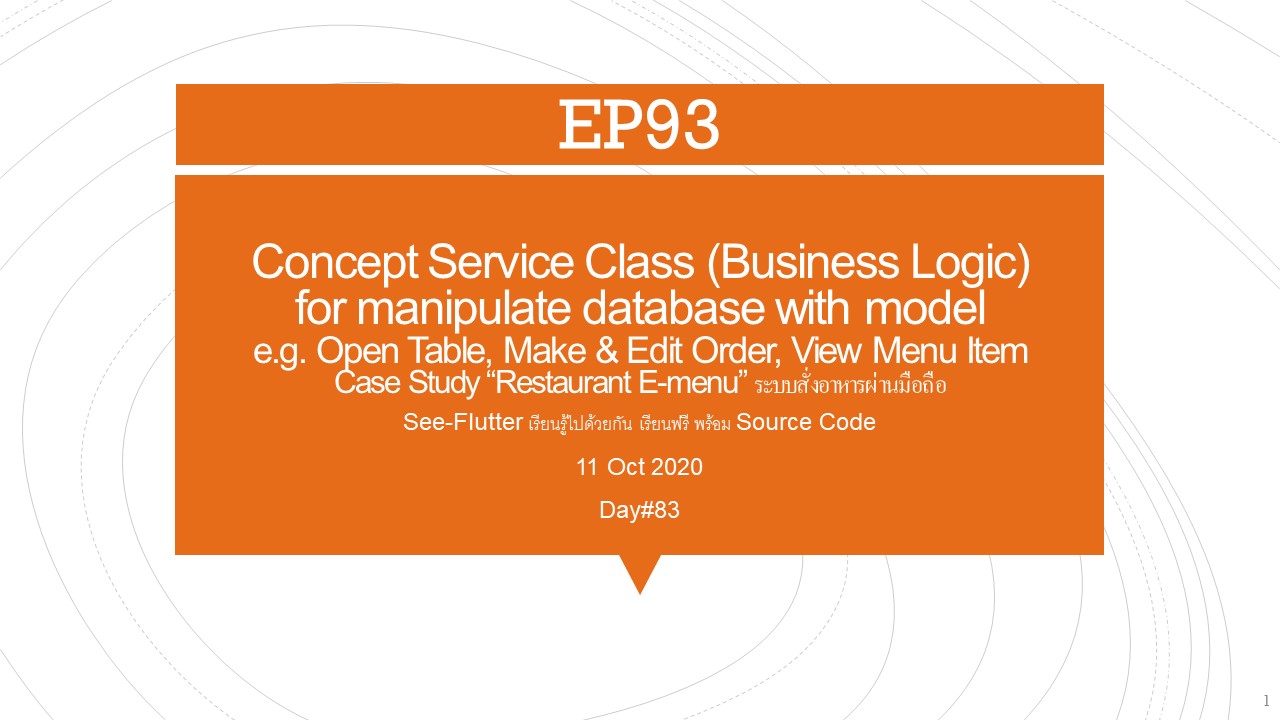 EP93
Concept Service Class (Business Logic)
for manipulate database with model
e.g. Open Table, Make & Edit Order, View Menu Item
Case Study “Restaurant E-menu” ระบบสั่งอาหารผ่านมือถือ
See-Flutter เรียนรู้ไปด้วยกัน เรียนฟรี พร้อม Source Code
11 Oct 2020
Day#83
1